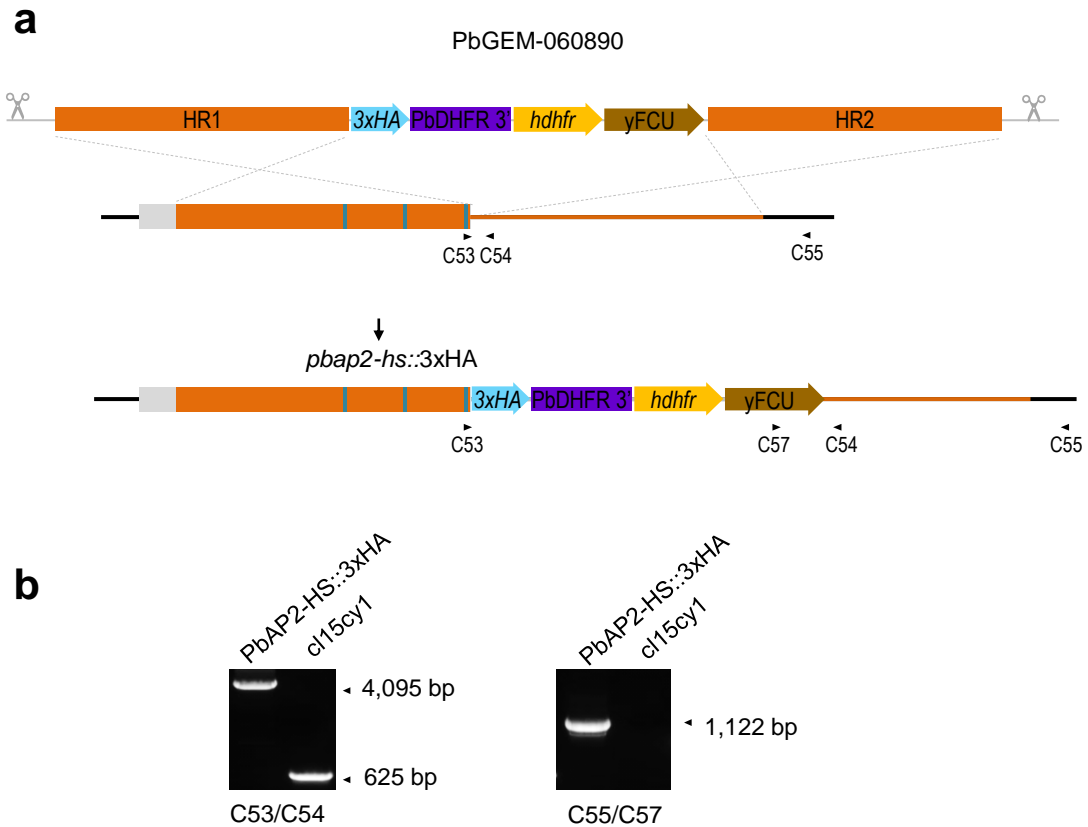 a
PbGEM-060890
HR1 3xHA PbDHFR 3' hdhfr yFCU HR2
C53 C54 C55
pbap2-hs::3xHA
3xHA PbDHFR 3' hdhfr yFCU
C53 C57 C54 C55
b
PbAP2-HS::3xHA
cl15cy1
4,095 bp
625 bp
C53/C54
PbAP2-HS::3xHA
cl15cy1
1,122 bp
C55/C57